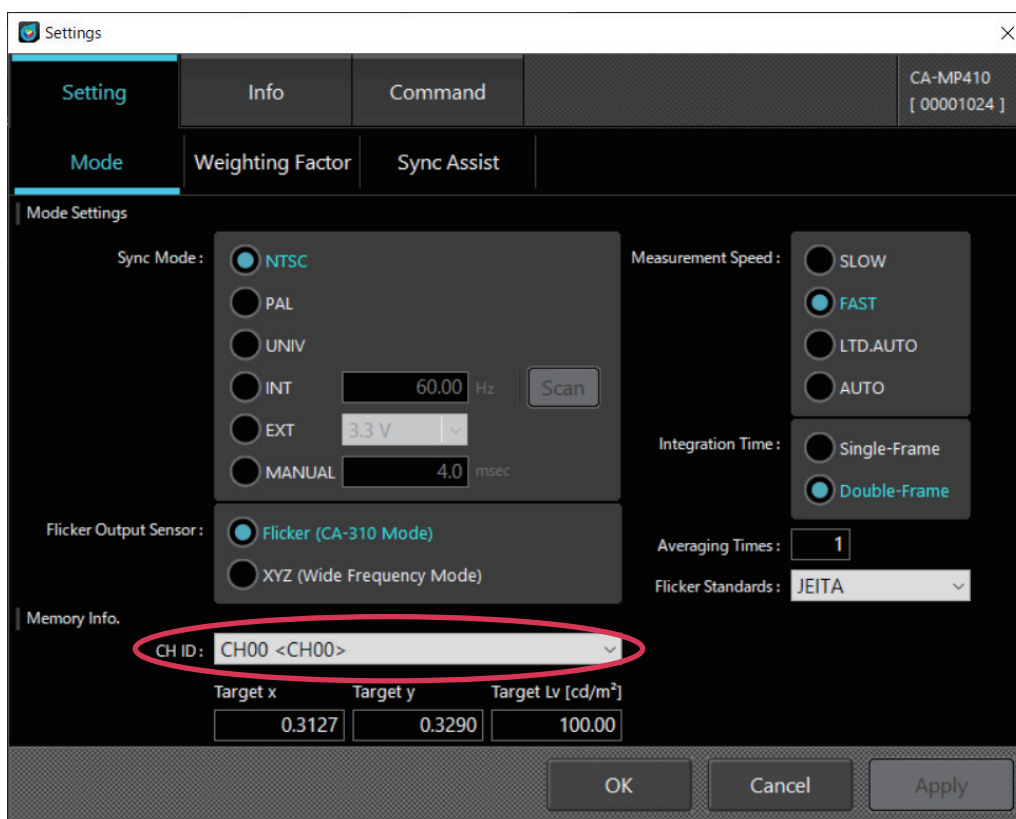 Settings
Setting Info Command
CA-MP410
[ 00001024 ]
Mode Weighting Factor Sync Assist
Mode Settings
Sync Mode :
NTSC
PAL
UNIV
INT 60.00 Hz Scan
EXT 3.3 V
MANUAL 4.0 msec
Measurement Speed :
SLOW
FAST
LTD.AUTO
AUTO
Integration Time :
Single-Frame
Double-Frame
Flicker Output Sensor :
Flicker (CA-310 Mode)
XYZ (Wide Frequency Mode)
Averaging Times : 1
Flicker Standards : JEITA
Memory Info.
CH ID : CH00 <CH00>
Target x Target y Target Lv [cd/m²]
0.3127 0.3290 100.00
OK Cancel Apply